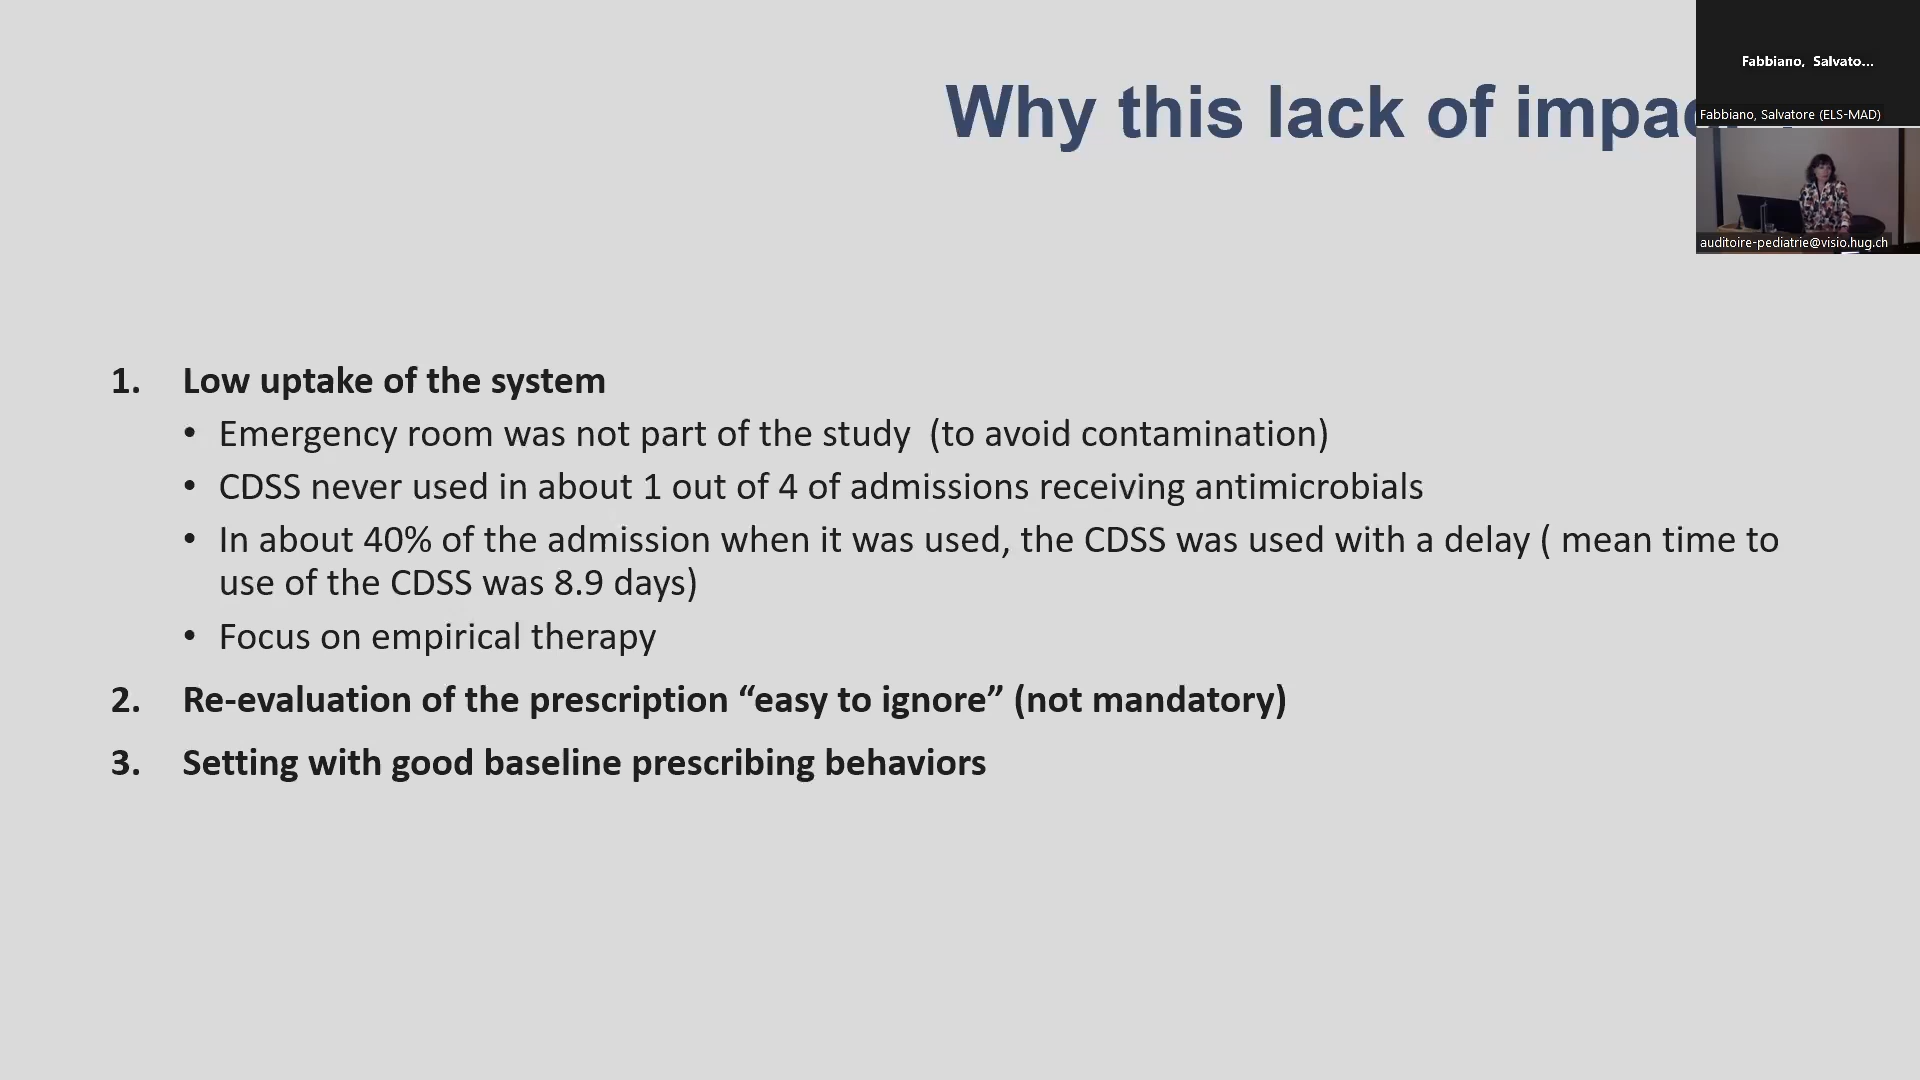 Why this lack of impac
Fabbiano, Salvato...
Fabbiano, Salvatore (ELS-MAD)
auditoire-pediatrie@visio.hug.ch
1. Low uptake of the system
• Emergency room was not part of the study (to avoid contamination)
• CDSS never used in about 1 out of 4 of admissions receiving antimicrobials
• In about 40% of the admission when it was used, the CDSS was used with a delay ( mean time to
use of the CDSS was 8.9 days)
• Focus on empirical therapy
2. Re-evaluation of the prescription “easy to ignore” (not mandatory)
3. Setting with good baseline prescribing behaviors